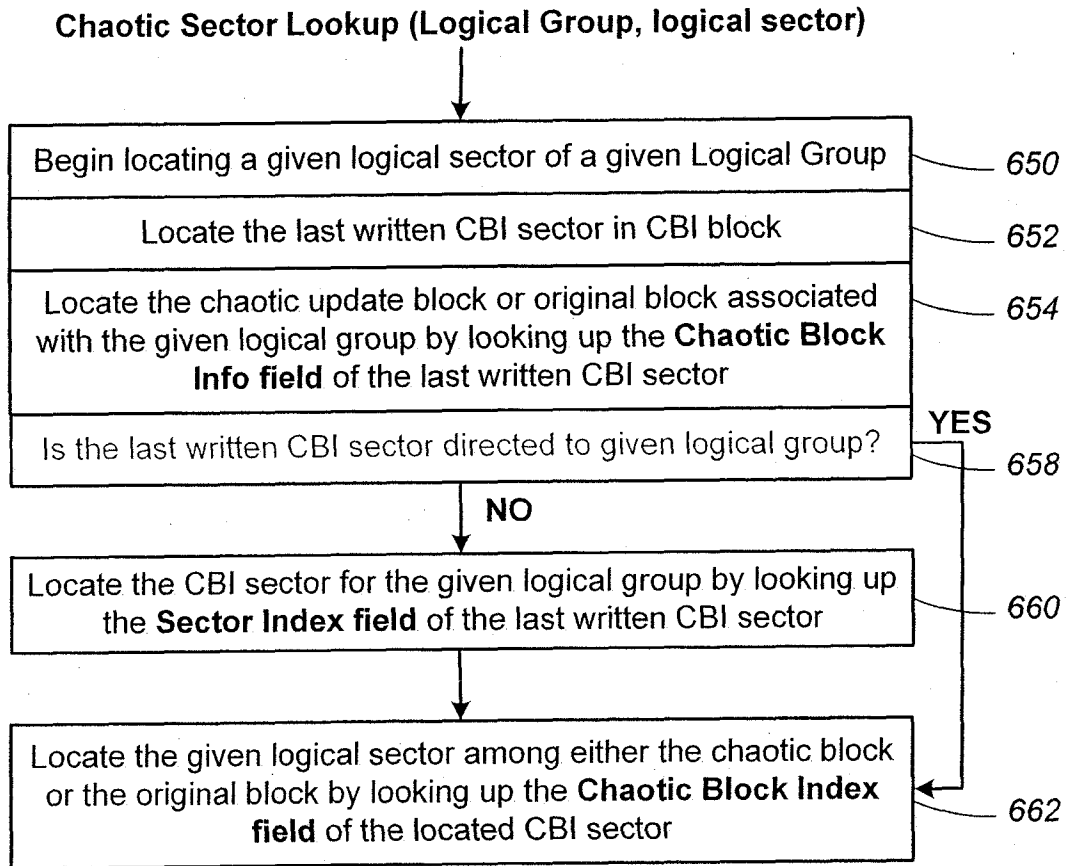 Chaotic Sector Lookup (Logical Group, logical sector)
Begin locating a given logical sector of a given Logical Group
650
Locate the last written CBI sector in CBI block
652
Locate the chaotic update block or original block associated
with the given logical group by looking up the Chaotic Block
Info field of the last written CBI sector
654
Is the last written CBI sector directed to given logical group?
YES
658
NO
Locate the CBI sector for the given logical group by looking up
the Sector Index field of the last written CBI sector
660
Locate the given logical sector among either the chaotic block
or the original block by looking up the Chaotic Block Index
field of the located CBI sector
662